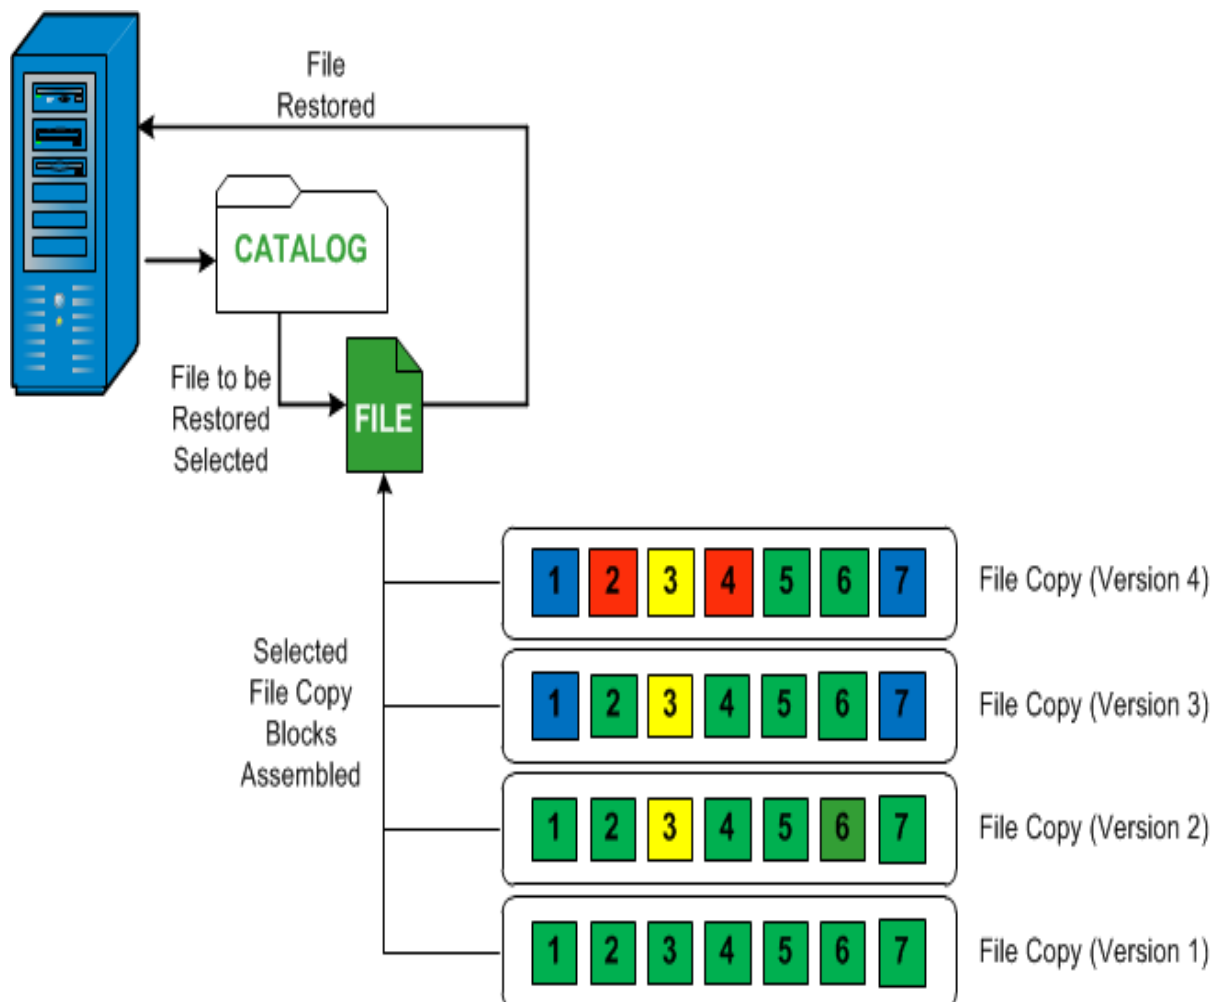 File
Restored
CATALOG
File to be
Restored
Selected
FILE
Selected
File Copy
Blocks
Assembled
1 2 3 4 5 6 7
File Copy (Version 4)
1 2 3 4 5 6 7
File Copy (Version 3)
1 2 3 4 5 6 7
File Copy (Version 2)
1 2 3 4 5 6 7
File Copy (Version 1)